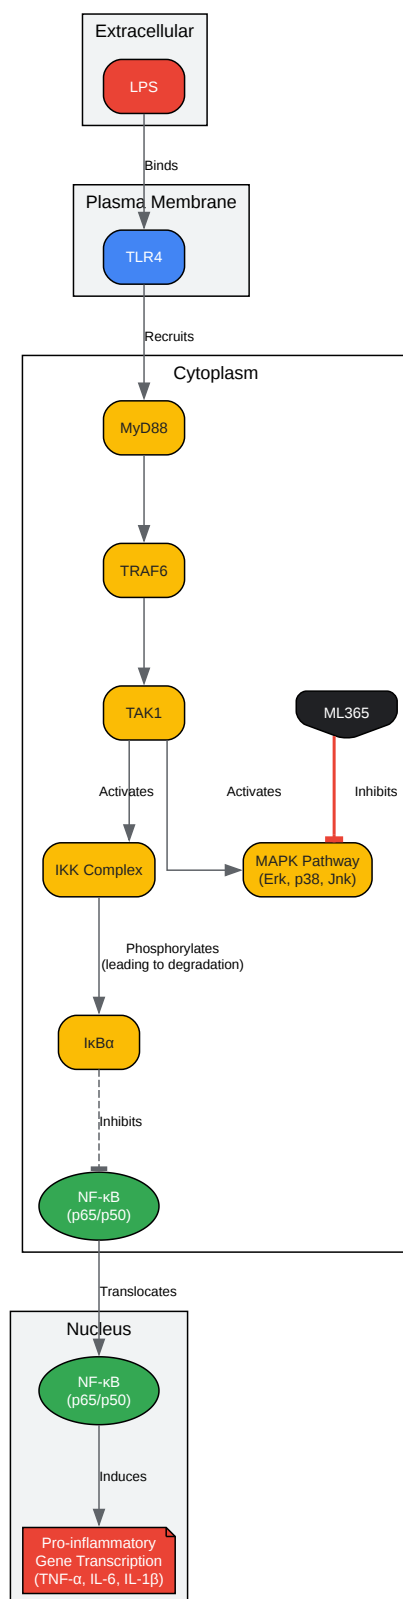 Extracellular
LPS
Binds
Plasma Membrane
TLR4
Recruits
Cytoplasm
MyD88
TRAF6
TAK1
ML365
Activates
Activates
Inhibits
IKK Complex
MAPK Pathway
(Erk, p38, Jnk)
Phosphorylates
(leading to degradation)
IκBα
Inhibits
NF-κB
(p65/p50)
Translocates
Nucleus
NF-κB
(p65/p50)
Induces
Pro-inflammatory
Gene Transcription
(TNF-α, IL-6, IL-1β)